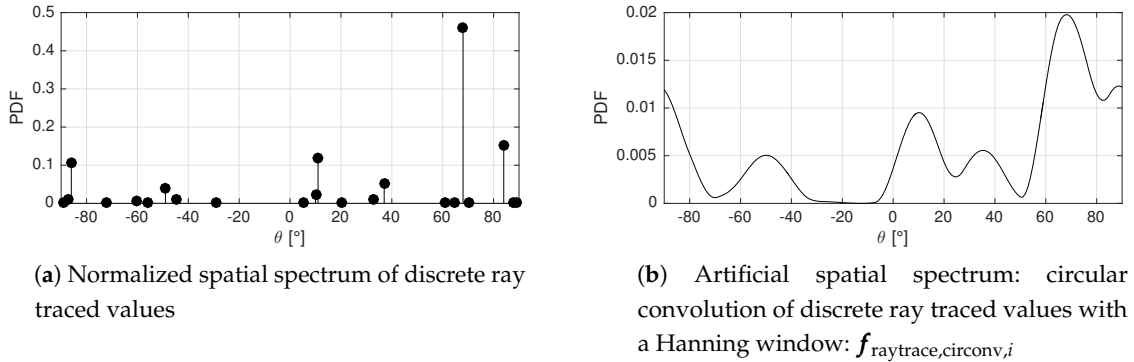 0.5
0.4
0.3
0.2
0.1
0
PDF
-80 -60 -40 -20 0 20 40 60 80
θ [°]
(a) Normalized spatial spectrum of discrete ray
traced values
0.02
0.015
0.01
0.005
0
PDF
-80 -60 -40 -20 0 20 40 60 80
θ [°]
(b) Artificial spatial spectrum: circular
convolution of discrete ray traced values with
a Hanning window: f raytrace,circonv,i